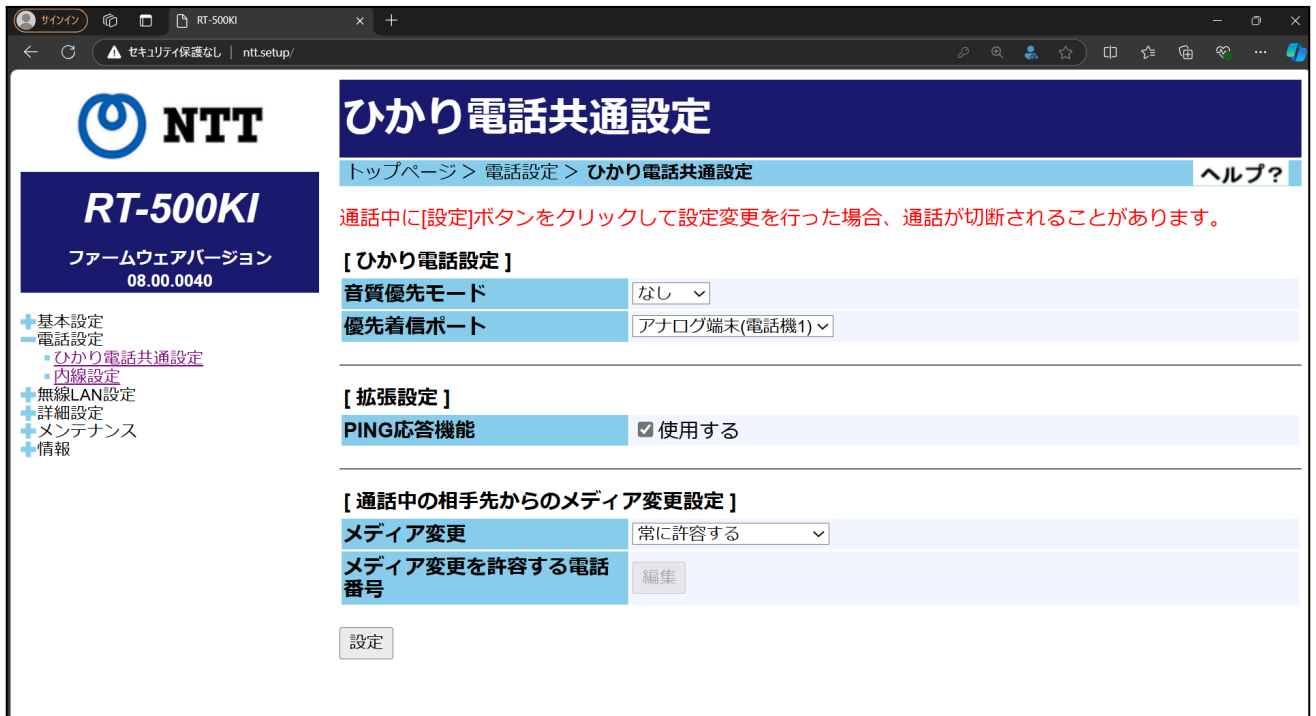 サインイン
RT-500KI
セキュリティ保護なし | ntt.setup/
NTT
RT-500KI
ファームウェアバージョン
08.00.0040
基本設定
電話設定
ひかり電話共通設定
内線設定
無線LAN設定
詳細設定
メンテナンス
情報
ひかり電話共通設定
トップページ > 電話設定 > ひかり電話共通設定
ヘルプ?
通話中に[設定]ボタンをクリックして設定変更を行った場合、通話が切断されることがあります。
[ ひかり電話設定 ]
音質優先モード なし
優先着信ポート アナログ端末(電話機1)
[ 拡張設定 ]
PING応答機能 使用する
[ 通話中の相手先からのメディア変更設定 ]
メディア変更 常に許容する
メディア変更を許容する電話
番号
編集
設定